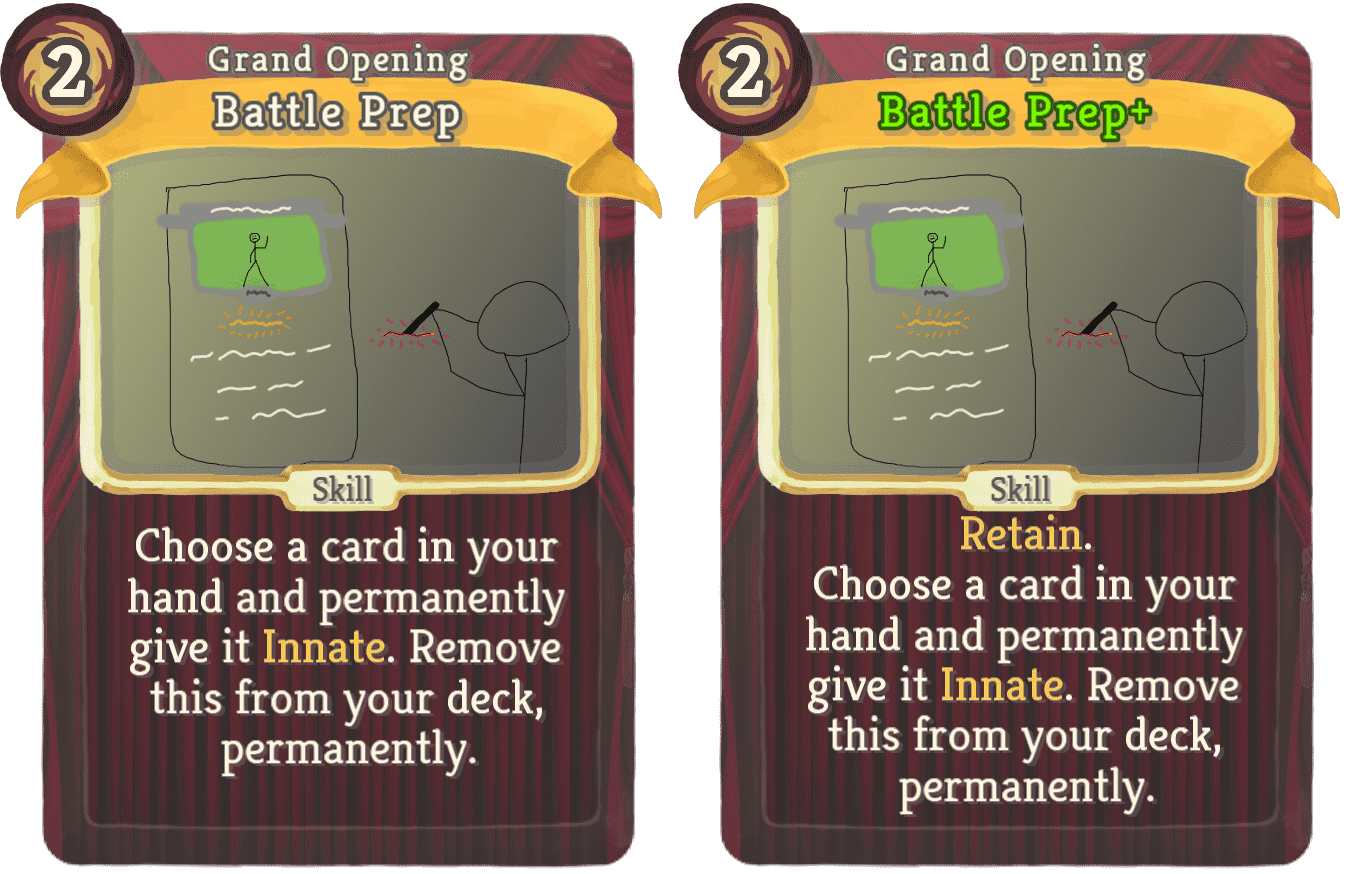 2
Grand Opening
Battle Prep
Skill
Choose a card in your
hand and permanently
give it Innate. Remove
this from your deck,
permanently.
2
Grand Opening
Battle Prep+
Skill
Retain.
Choose a card in your
hand and permanently
give it Innate. Remove
this from your deck,
permanently.